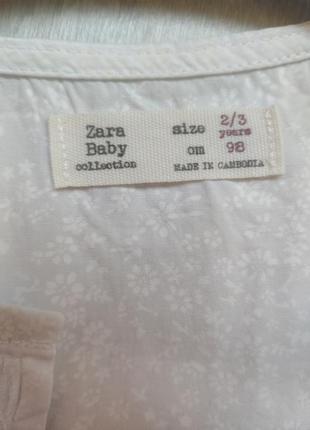 Zara size 2/3
Baby years
collection cm 98
MADE IN CAMBODIA